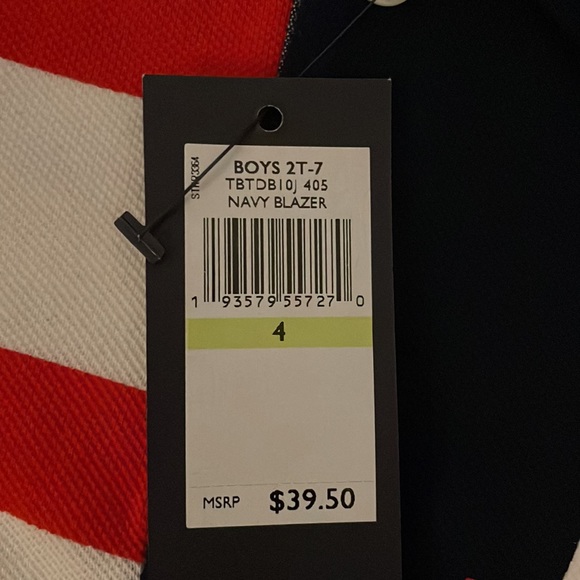 BOYS 2T-7
TBTDB10J 405
NAVY BLAZER
1 93579 55727 0
4
MSRP $39.50